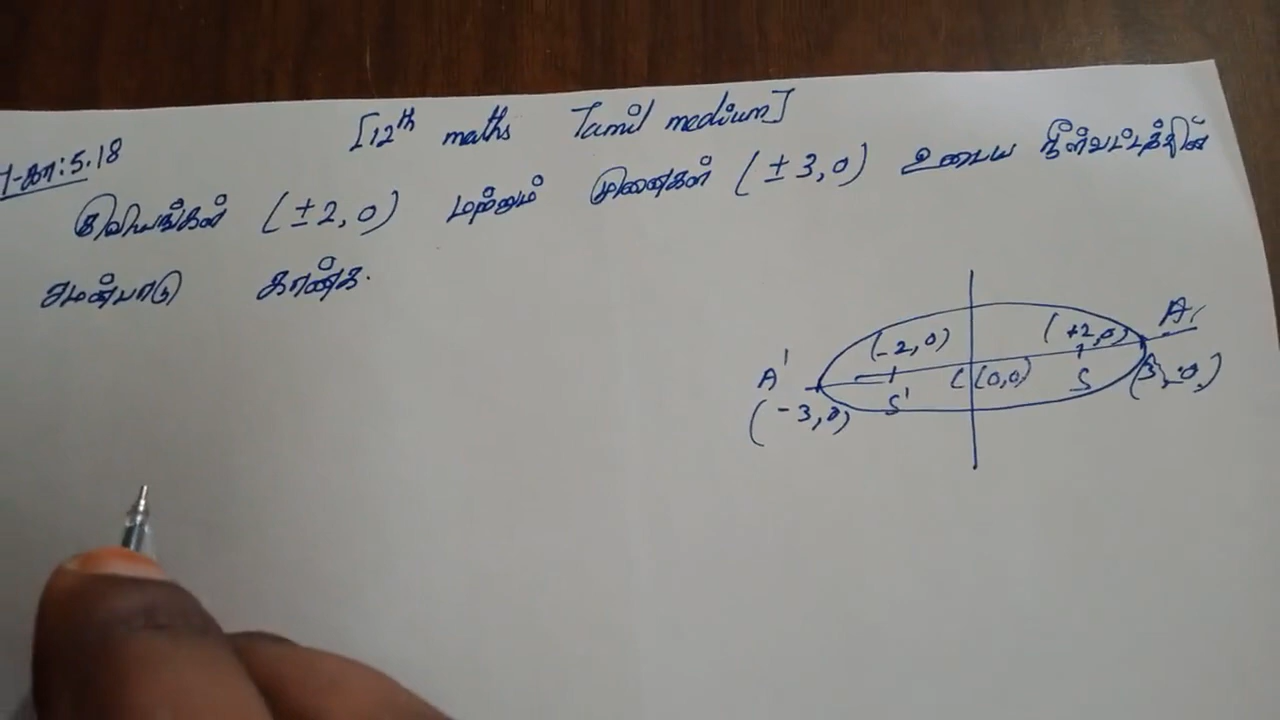 [12th maths Tamil medium]
எ-கா: 5.18
குவியங்கள் (±2, 0) மற்றும் முனைகள் (±3, 0) உடைய நீள்வட்டத்தின்
சமன்பாடு காண்க.
A'
(-3, 0)
(-2, 0)
S'
C (0,0)
(+2, 0)
S
A
(3, 0)